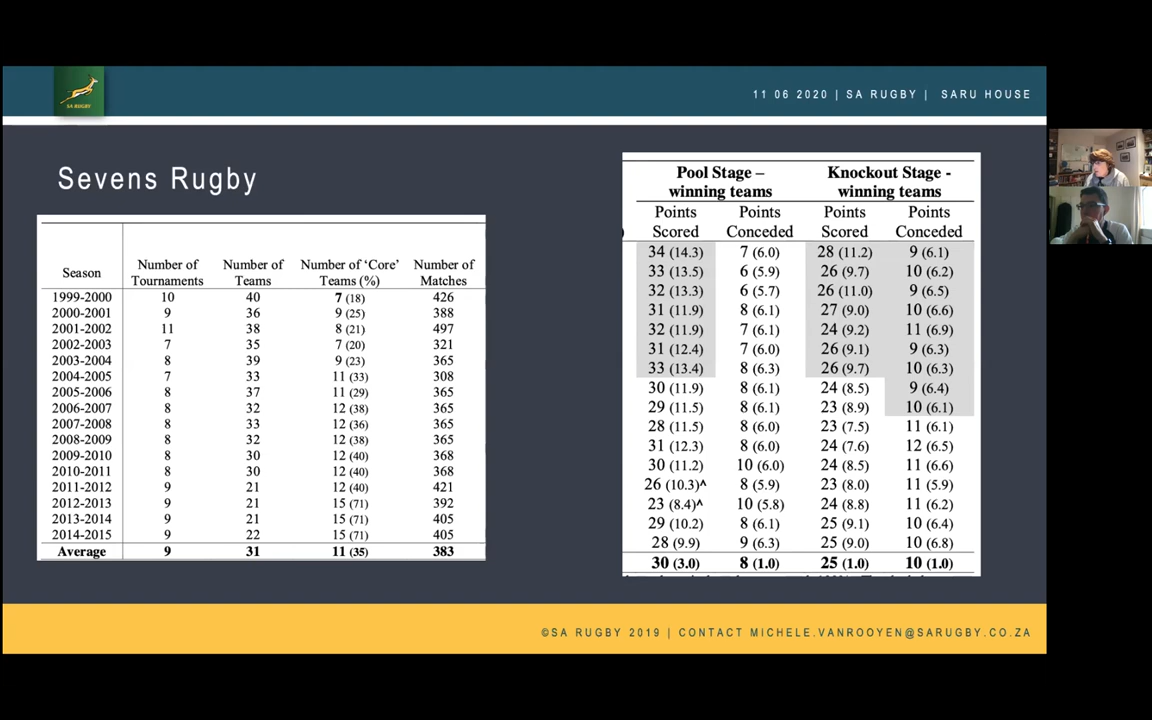 11 06 2020 | SA RUGBY | SARU HOUSE
SA RUGBY
Sevens Rugby
Season Number of Tournaments Number of Teams Number of ‘Core’ Teams (%) Number of Matches
1999-2000 10 40 7 (18) 426
2000-2001 9 36 9 (25) 388
2001-2002 11 38 8 (21) 497
2002-2003 7 35 7 (20) 321
2003-2004 8 39 9 (23) 365
2004-2005 7 33 11 (33) 308
2005-2006 8 37 11 (29) 365
2006-2007 8 32 12 (38) 365
2007-2008 8 33 12 (36) 365
2008-2009 8 32 12 (38) 365
2009-2010 8 30 12 (40) 368
2010-2011 8 30 12 (40) 368
2011-2012 9 21 12 (40) 421
2012-2013 9 21 15 (71) 392
2013-2014 9 21 15 (71) 405
2014-2015 9 22 15 (71) 405
Average 9 31 11 (35) 383
Pool Stage – Knockout Stage -
winning teams winning teams
Points Points Points Points
Scored Conceded Scored Conceded
34 (14.3) 7 (6.0) 28 (11.2) 9 (6.1)
33 (13.5) 6 (5.9) 26 (9.7) 10 (6.2)
32 (13.3) 6 (5.7) 26 (11.0) 9 (6.5)
31 (11.9) 8 (6.1) 27 (9.0) 10 (6.6)
32 (11.9) 7 (6.1) 24 (9.2) 11 (6.9)
31 (12.4) 7 (6.0) 26 (9.1) 9 (6.3)
33 (13.4) 8 (6.3) 26 (9.7) 10 (6.3)
30 (11.9) 8 (6.1) 24 (8.5) 9 (6.4)
29 (11.5) 8 (6.1) 23 (8.9) 10 (6.1)
28 (11.5) 8 (6.0) 23 (7.5) 11 (6.1)
31 (12.3) 8 (6.0) 24 (7.6) 12 (6.5)
30 (11.2) 10 (6.0) 24 (8.5) 11 (6.6)
26 (10.3)^ 8 (5.9) 23 (8.0) 11 (5.9)
23 (8.4)^ 10 (5.8) 24 (8.8) 11 (6.2)
29 (10.2) 8 (6.1) 25 (9.1) 10 (6.4)
28 (9.9) 9 (6.3) 25 (9.0) 10 (6.8)
30 (3.0) 8 (1.0) 25 (1.0) 10 (1.0)
©SA RUGBY 2019 | CONTACT MICHELE.VANROOYEN@SARUGBY.CO.ZA